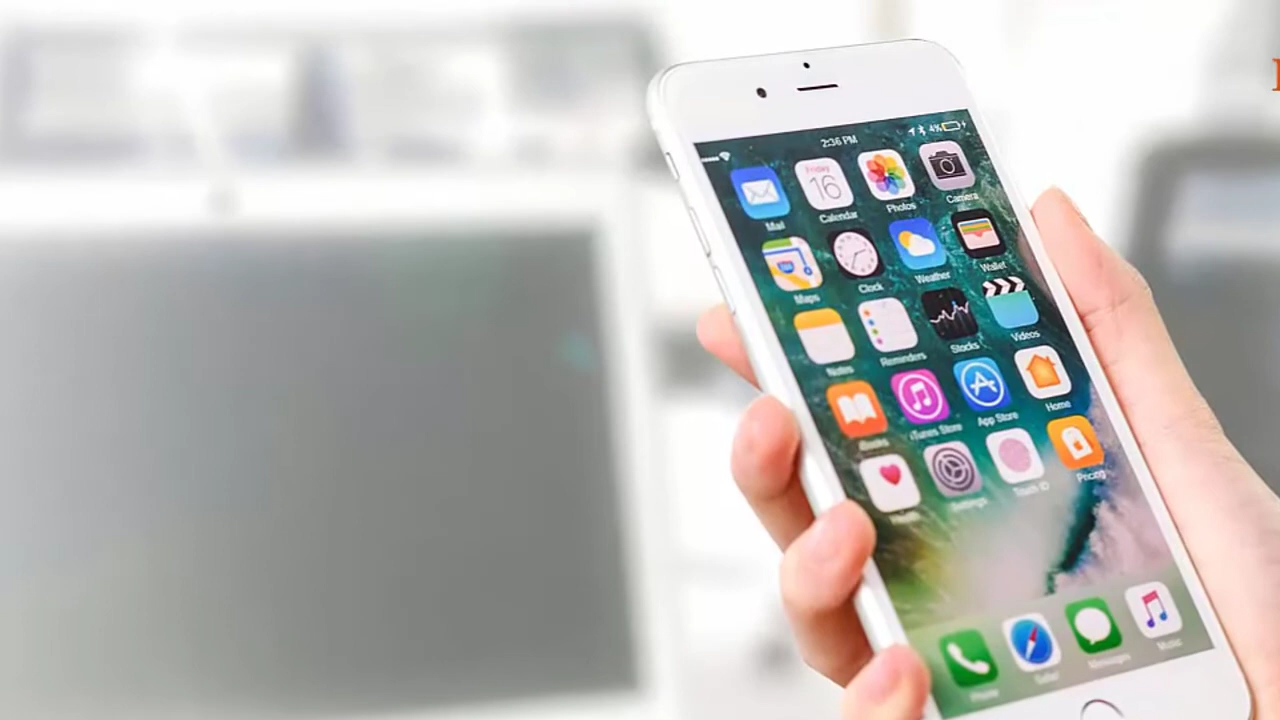 2:36 PM 4%
Mail
Friday
16
Calendar
Photos
Camera
Maps
Clock
Weather
Wallet
Notes
Reminders
Stocks
Videos
iBooks
iTunes Store
App Store
Home
Settings
Touch ID
Pricing
Phone
Safari
Messages
Music